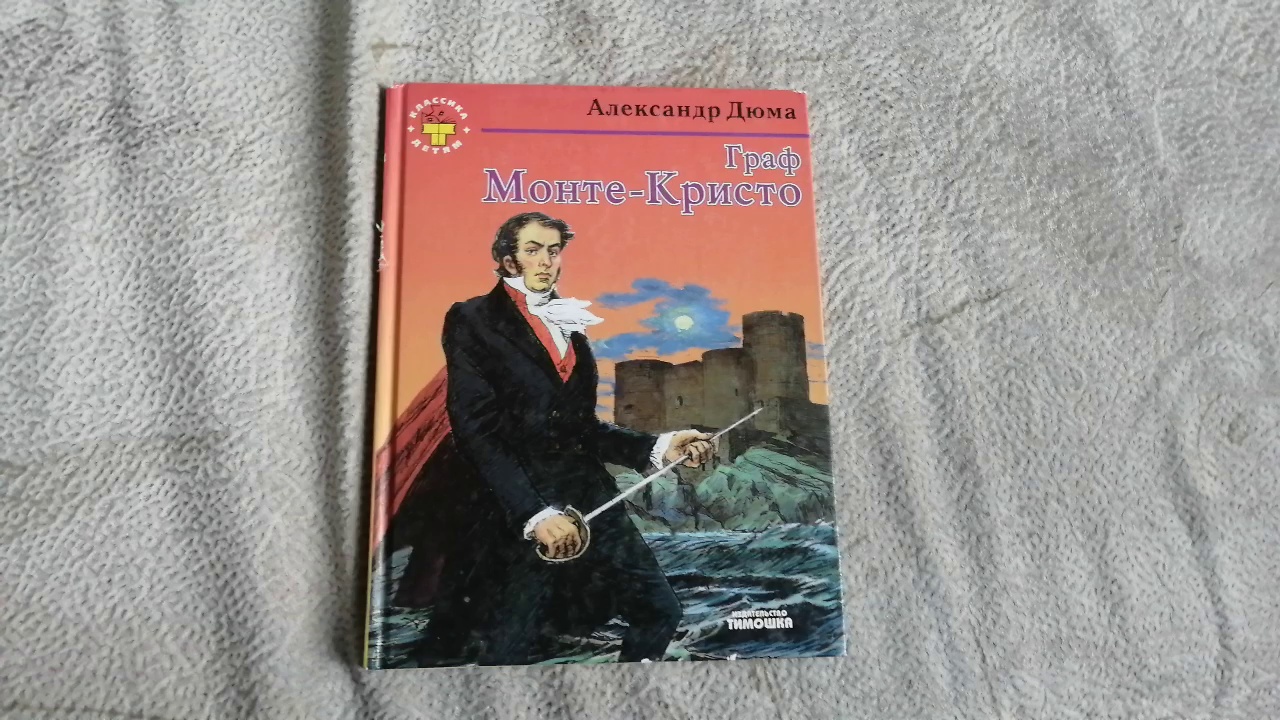 КЛАССИКА
ДЕТЯМ
Александр Дюма
Граф
Монте-Кристо
ИЗДАТЕЛЬСТВО
ТИМОШКА